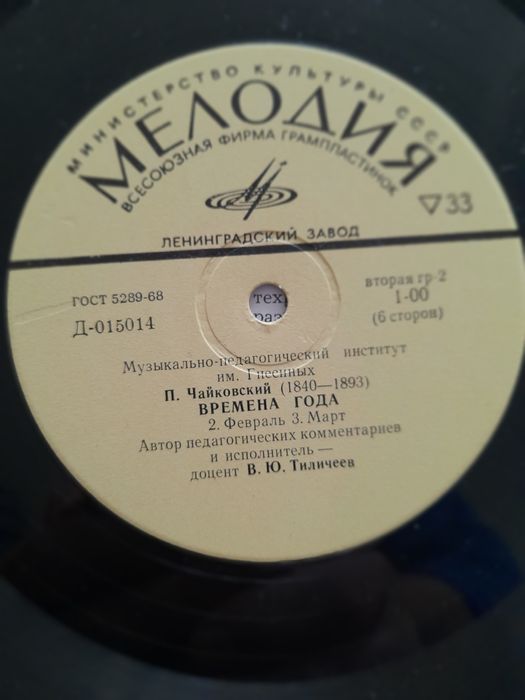 МИНИСТЕРСТВО КУЛЬТУРЫ СССР
МЕЛОДИЯ
ВСЕСОЮЗНАЯ ФИРМА ГРАМПЛАСТИНОК
33
ЛЕНИНГРАДСКИЙ ЗАВОД
ГОСТ 5289-68
Д-015014
тех
раз
вторая гр-2
1-00
(6 сторон)
Музыкально-педагогический институт
им. Гнесиных
П. Чайковский (1840—1893)
ВРЕМЕНА ГОДА
2. Февраль 3. Март
Автор педагогических комментариев
и исполнитель —
доцент В. Ю. Тиличеев